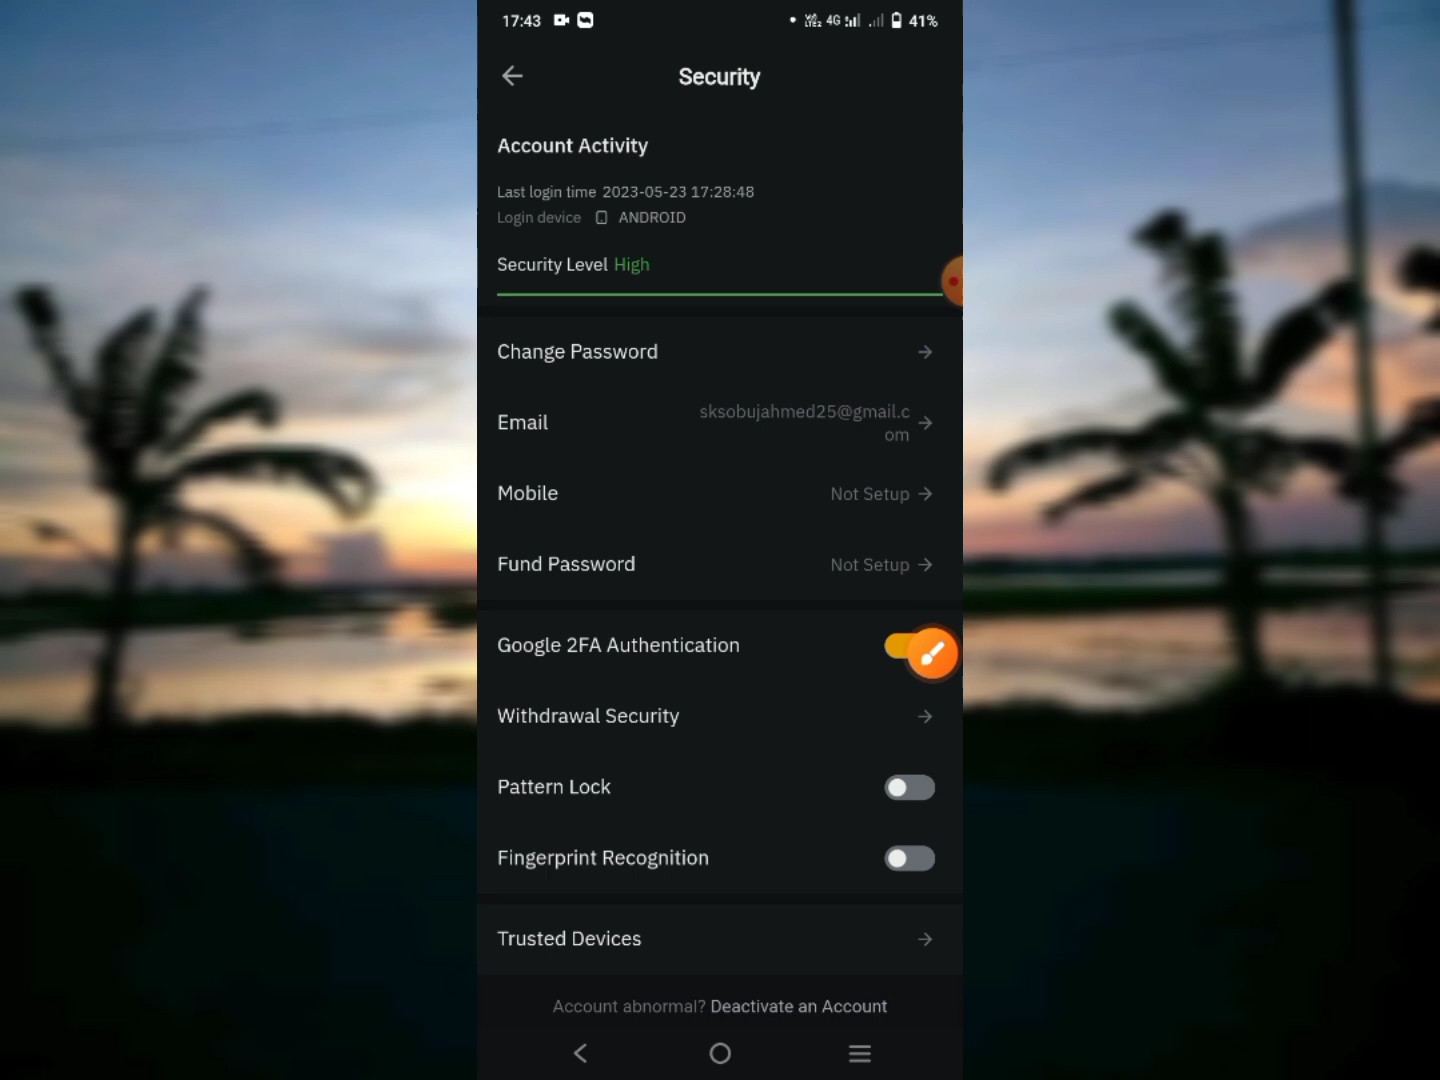 17:43 4G 41%
Security
Account Activity
Last login time 2023-05-23 17:28:48
Login device ANDROID
Security Level High
Change Password
Email sksobujahmed25@gmail.c
om
Mobile Not Setup
Fund Password Not Setup
Google 2FA Authentication
Withdrawal Security
Pattern Lock
Fingerprint Recognition
Trusted Devices
Account abnormal? Deactivate an Account